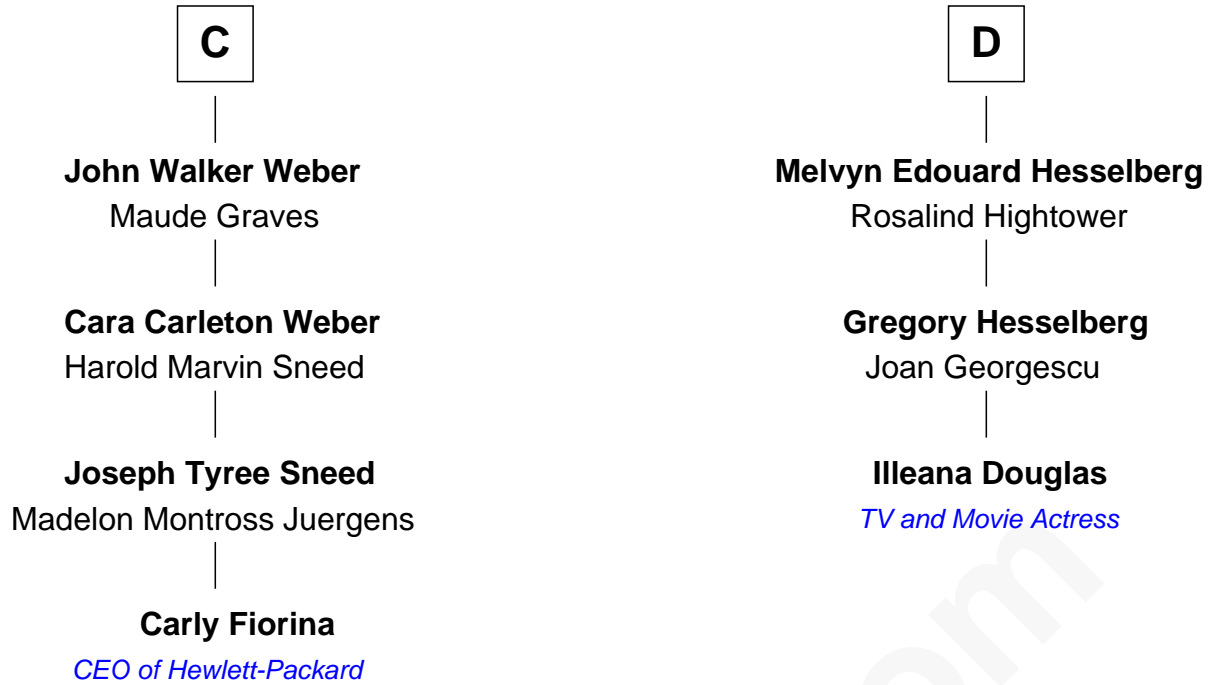 C
John Walker Weber
Maude Graves
Cara Carleton Weber
Harold Marvin Sneed
Joseph Tyree Sneed
Madelon Montross Juergens
Carly Fiorina
CEO of Hewlett-Packard
D
Melvyn Edouard Hesselberg
Rosalind Hightower
Gregory Hesselberg
Joan Georgescu
Illeana Douglas
TV and Movie Actress
om